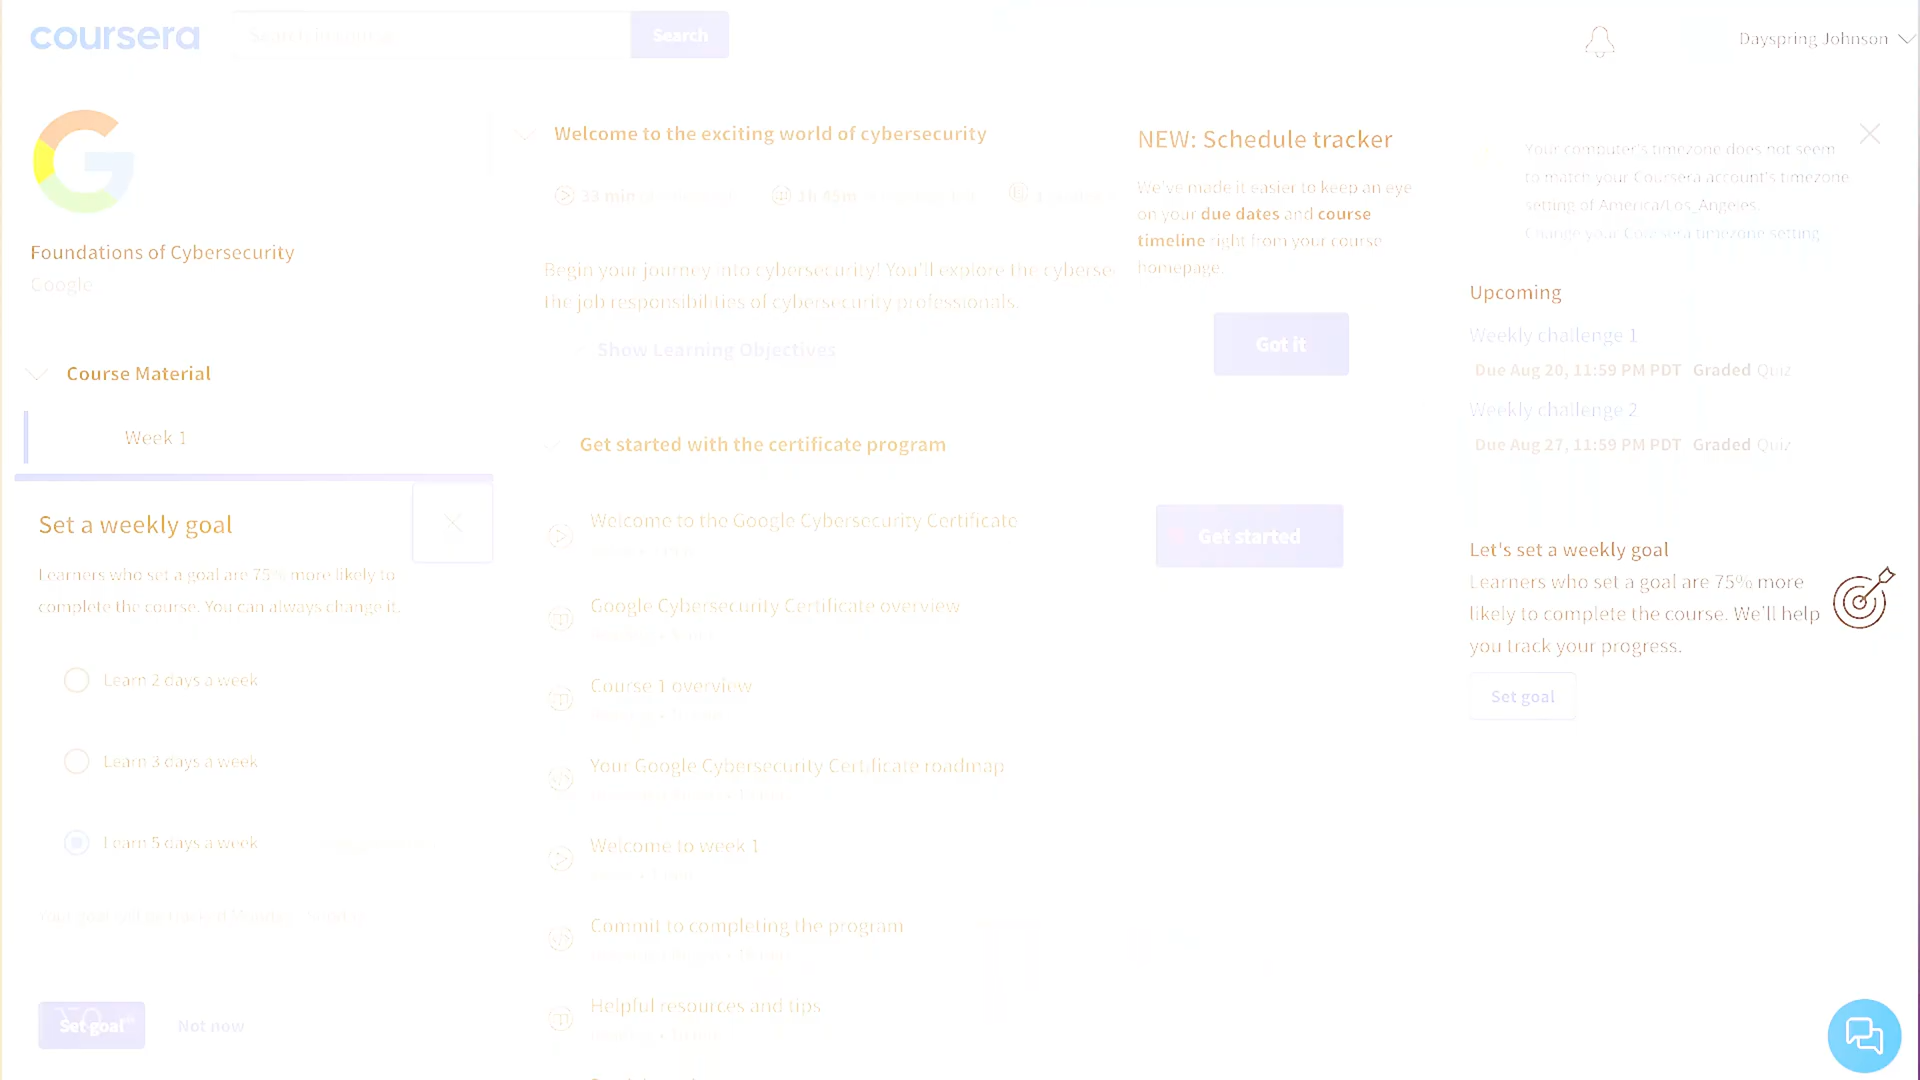 coursera
Search
Dayspring Johnson
Foundations of Cybersecurity
Google
Course Material
Week 1
Set a weekly goal
Learners who set a goal are 75% more likely to
complete the course. You can always change it.
Learn 2 days a week
Learn 3 days a week
Learn 5 days a week
Set goal
Not now
Welcome to the exciting world of cybersecurity
33 min
1h 45m
Begin your journey into cybersecurity! You'll explore the cyberse
the job responsibilities of cybersecurity professionals.
Show Learning Objectives
Get started with the certificate program
Welcome to the Google Cybersecurity Certificate
Google Cybersecurity Certificate overview
Course 1 overview
Your Google Cybersecurity Certificate roadmap
Welcome to week 1
Commit to completing the program
Helpful resources and tips
NEW: Schedule tracker
We've made it easier to keep an eye
on your due dates and course
timeline right from your course
homepage.
Got it
Get started
Your computer's timezone does not seem
to match your Coursera account's timezone
setting of America/Los_Angeles.
Change your Coursera timezone setting
Upcoming
Weekly challenge 1
Due Aug 20, 11:59 PM PDT Graded Quiz
Weekly challenge 2
Due Aug 27, 11:59 PM PDT Graded Quiz
Let's set a weekly goal
Learners who set a goal are 75% more
likely to complete the course. We'll help
you track your progress.
Set goal